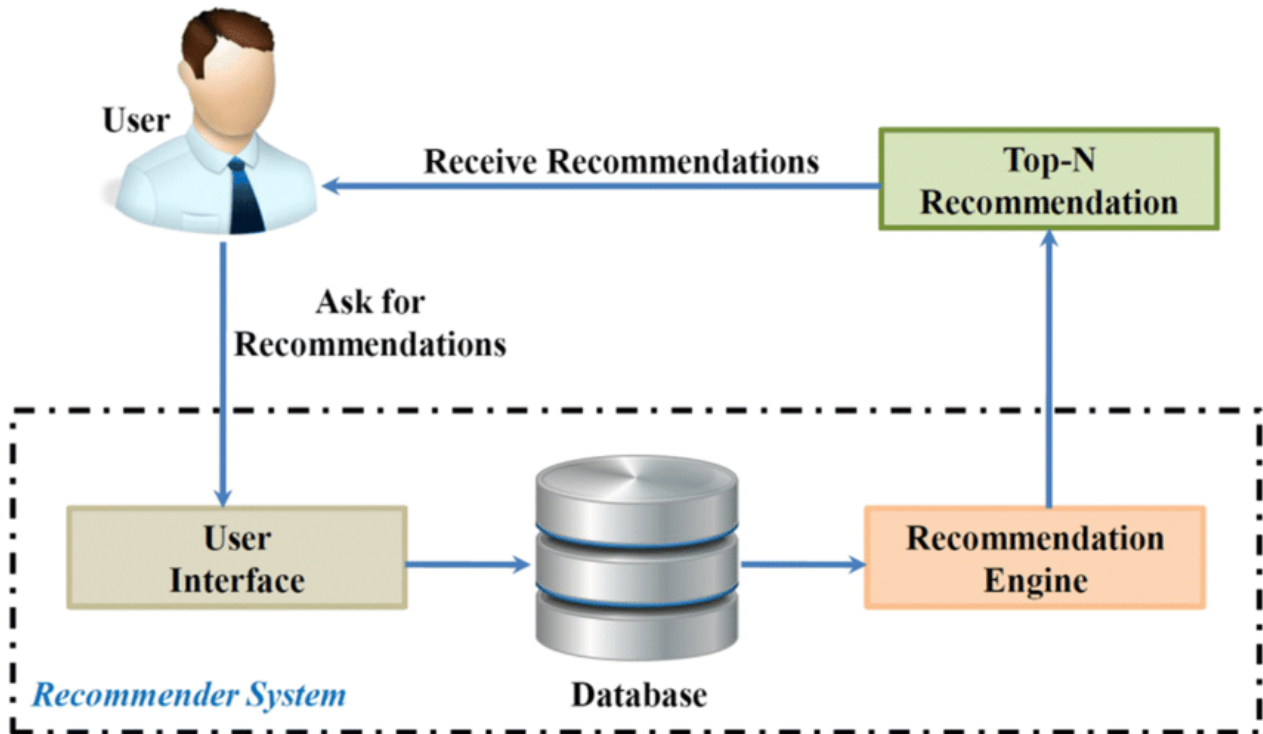 User
Receive Recommendations
Top-N
Recommendation
Ask for
Recommendations
User
Interface
Recommendation
Engine
Recommender System
Database